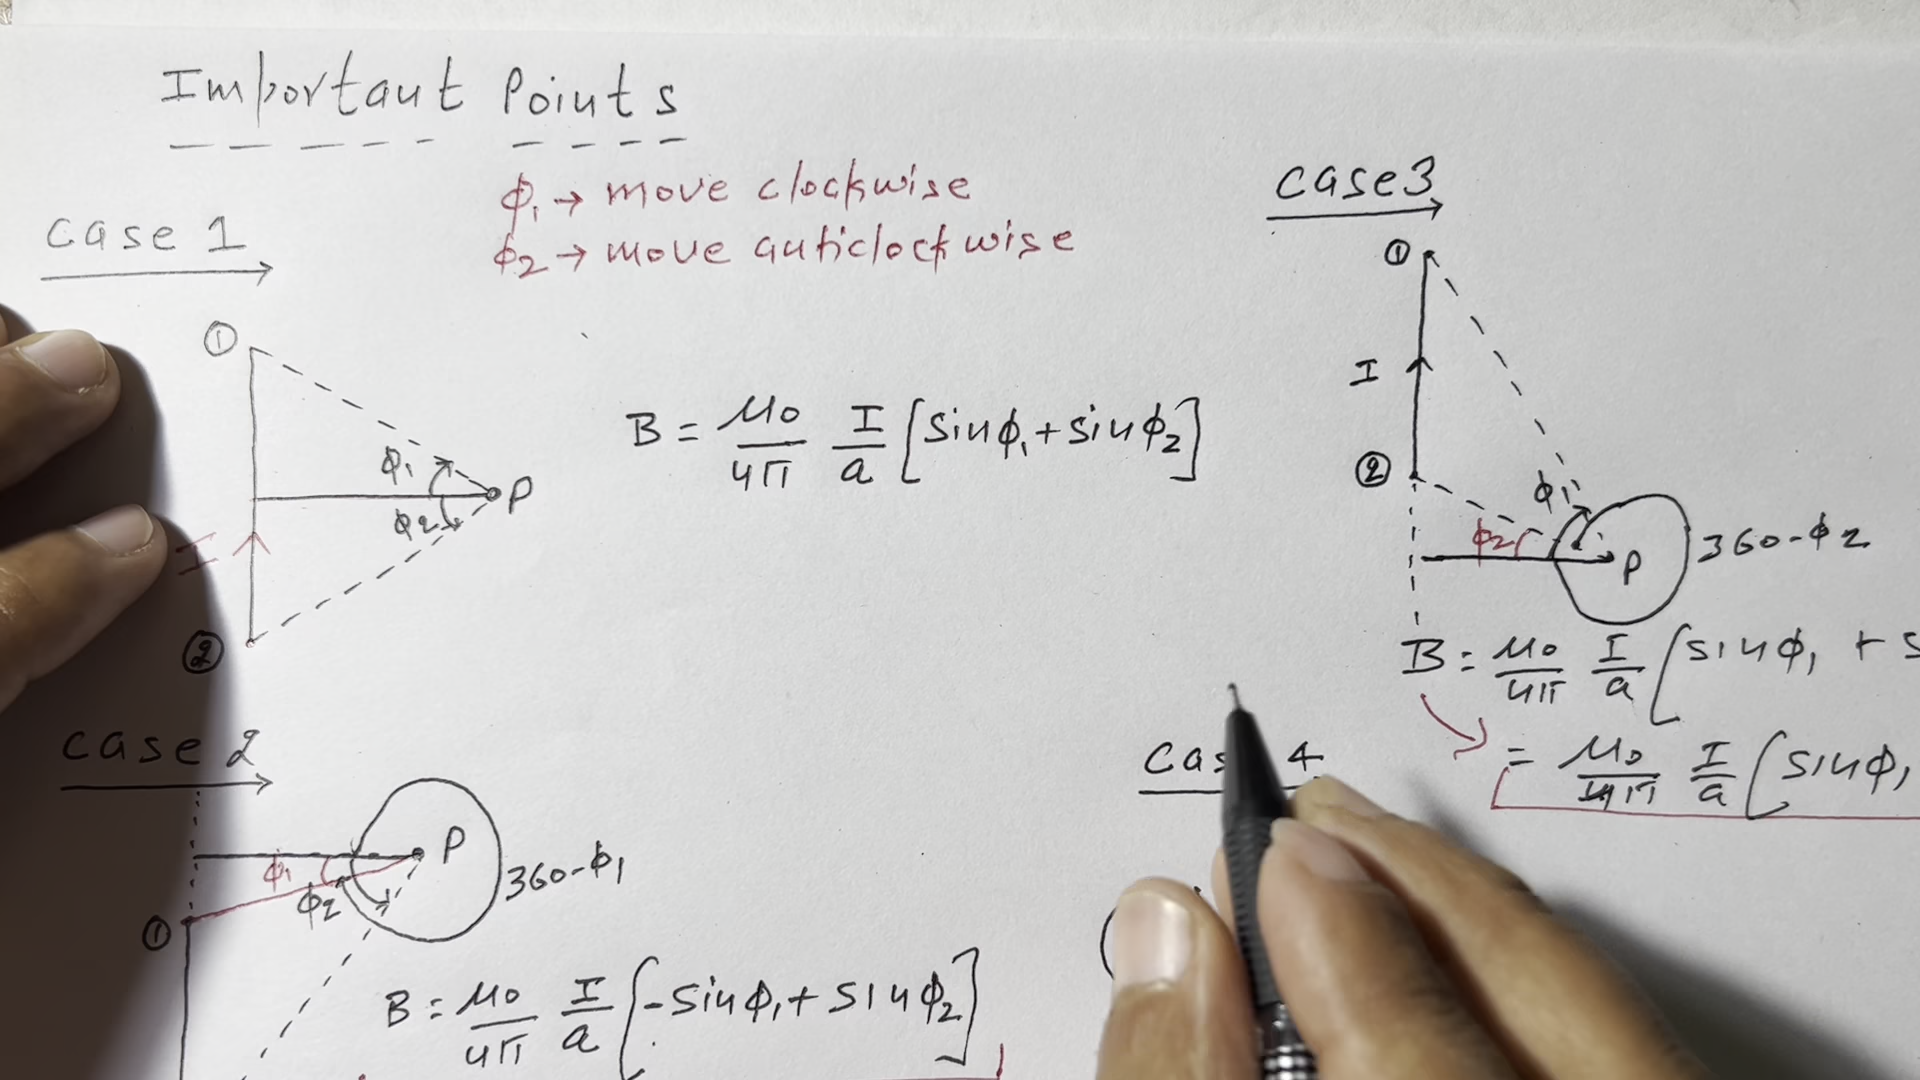 Important Points
ϕ₁ → move clockwise
ϕ₂ → move anticlockwise
case 1
①
ϕ₁
P
ϕ₂
I
②
B = μ₀/4π I/a [sinϕ₁ + sinϕ₂]
case 2
P
ϕ₁
ϕ₂
360-ϕ₁
①
B = μ₀/4π I/a [-sinϕ₁ + sinϕ₂]
case3
①
I
②
ϕ₁
ϕ₂
P
360-ϕ₂
B = μ₀/4π I/a [sinϕ₁ + s
= μ₀/4π I/a (sinϕ₁
Cas 4